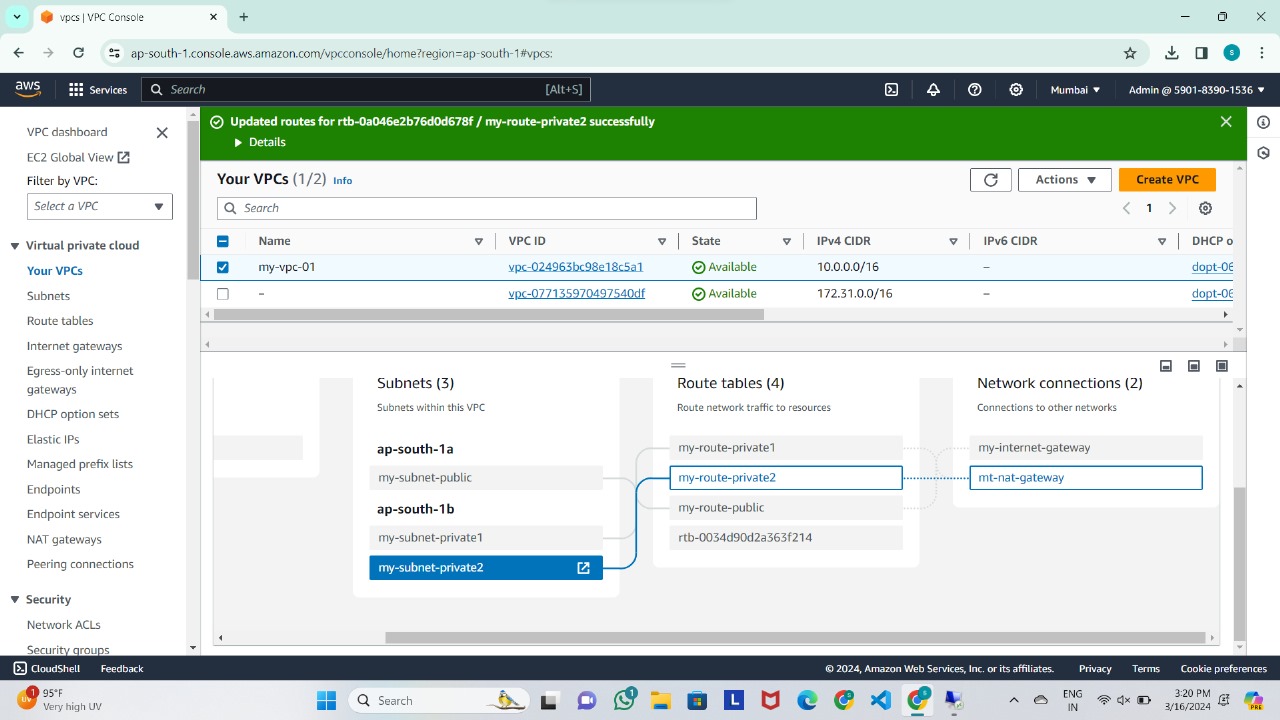 vpcs | VPC Console
ap-south-1.console.aws.amazon.com/vpcconsole/home?region=ap-south-1#vpcs:
s
aws
Services
Search
[Alt+S]
Mumbai
Admin @ 5901-8390-1536
VPC dashboard
EC2 Global View
Filter by VPC:
Select a VPC
Virtual private cloud
Your VPCs
Subnets
Route tables
Internet gateways
Egress-only internet
gateways
DHCP option sets
Elastic IPs
Managed prefix lists
Endpoints
Endpoint services
NAT gateways
Peering connections
Security
Network ACLs
Security groups
Updated routes for rtb-0a046e2b76d0d678f / my-route-private2 successfully
Details
Your VPCs (1/2) Info
Actions
Create VPC
Search
1
Name VPC ID State IPv4 CIDR IPv6 CIDR DHCP o
my-vpc-01 vpc-024963bc98e18c5a1 Available 10.0.0.0/16 – dopt-06
– vpc-077135970497540df Available 172.31.0.0/16 – dopt-06
Subnets (3)
Subnets within this VPC
ap-south-1a
my-subnet-public
ap-south-1b
my-subnet-private1
my-subnet-private2
Route tables (4)
Route network traffic to resources
my-route-private1
my-route-private2
my-route-public
rtb-0034d90d2a363f214
Network connections (2)
Connections to other networks
my-internet-gateway
mt-nat-gateway
CloudShell
Feedback
© 2024, Amazon Web Services, Inc. or its affiliates.
Privacy
Terms
Cookie preferences
1
95°F
Very high UV
Search
1
L
S
ENG
IN
3:20 PM
3/16/2024
PRE